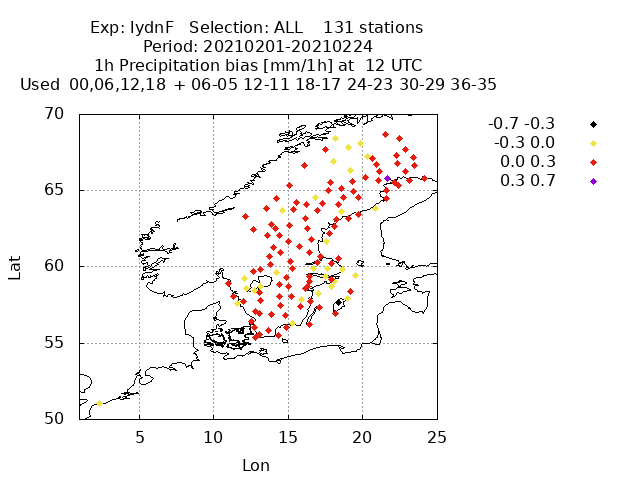 Exp: IydnF Selection: ALL 131 stations
Period: 20210201-20210224
1h Precipitation bias [mm/1h] at 12 UTC
Used 00,06,12,18 + 06-05 12-11 18-17 24-23 30-29 36-35
-0.7 -0.3
-0.3 0.0
0.0 0.3
0.3 0.7
70
65
60
55
50
Lat
5 10 15 20 25
Lon